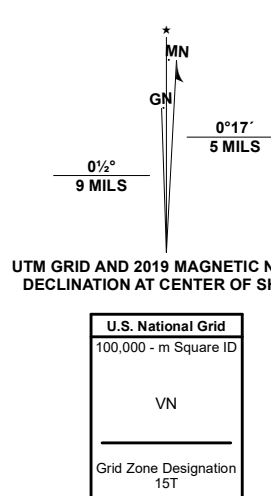 ★
MN
GN
0°17´
5 MILS
0½°
9 MILS
UTM GRID AND 2019 MAGNETIC
DECLINATION AT CENTER OF
U.S. National Grid
100,000 - m Square ID
VN
Grid Zone Designation
15T